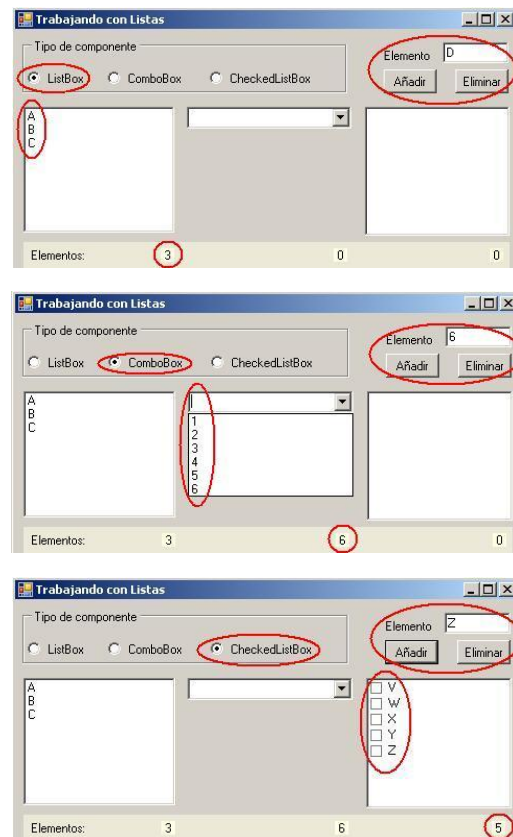 Trabajando con Listas
Tipo de componente
Elemento D
ListBox ComboBox CheckedListBox
Añadir Eliminar
A
B
C
Elementos: 3 0 0
Trabajando con Listas
Tipo de componente
Elemento 6
ListBox ComboBox CheckedListBox
Añadir Eliminar
A
B
C
1
2
3
4
5
6
Elementos: 3 6 0
Trabajando con Listas
Tipo de componente
Elemento Z
ListBox ComboBox CheckedListBox
Añadir Eliminar
A
B
C
V
W
X
Y
Z
Elementos: 3 6 5